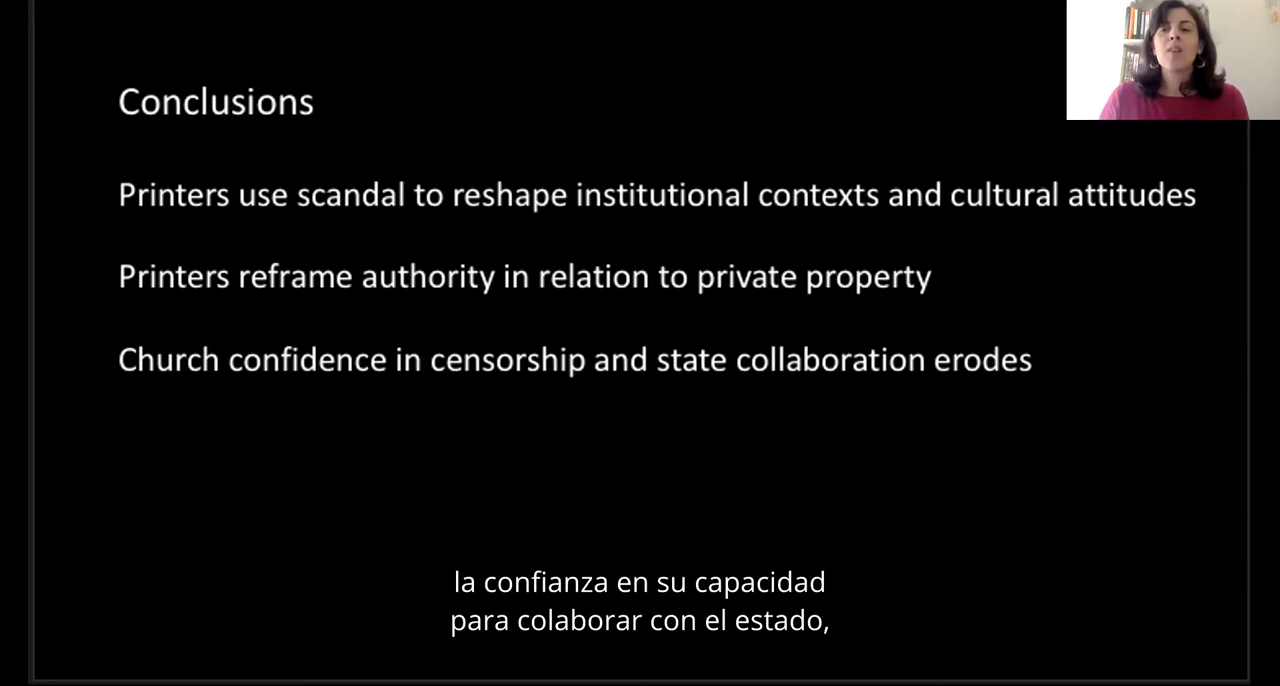 Conclusions
Printers use scandal to reshape institutional contexts and cultural attitudes
Printers reframe authority in relation to private property
Church confidence in censorship and state collaboration erodes
la confianza en su capacidad
para colaborar con el estado,